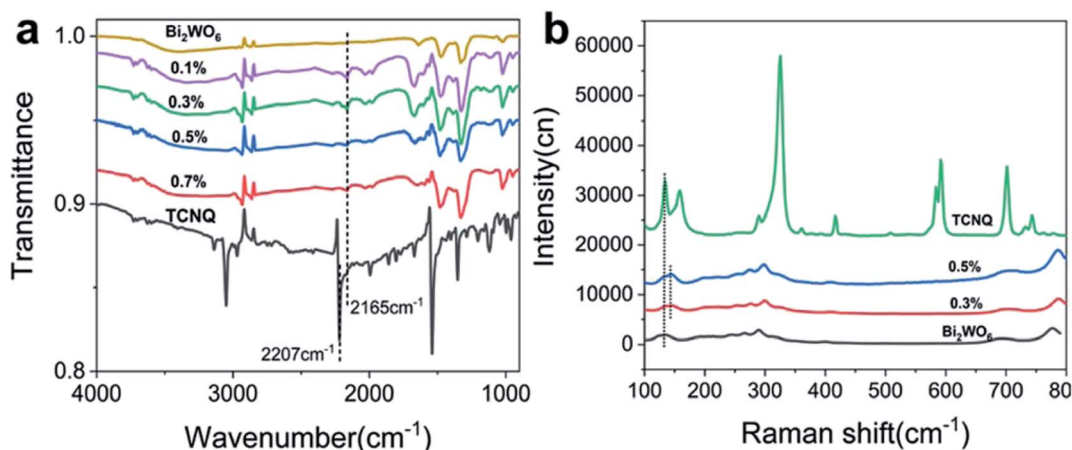 a
Transmittance
1.0
0.9
0.8
Bi₂WO₆
0.1%
0.3%
0.5%
0.7%
TCNQ
2165cm⁻¹
2207cm⁻¹
4000 3000 2000 1000
Wavenumber(cm⁻¹)
b
Intensity(cn)
60000
50000
40000
30000
20000
10000
0
TCNQ
0.5%
0.3%
Bi₂WO₆
100 200 300 400 500 600 700 80
Raman shift(cm⁻¹)